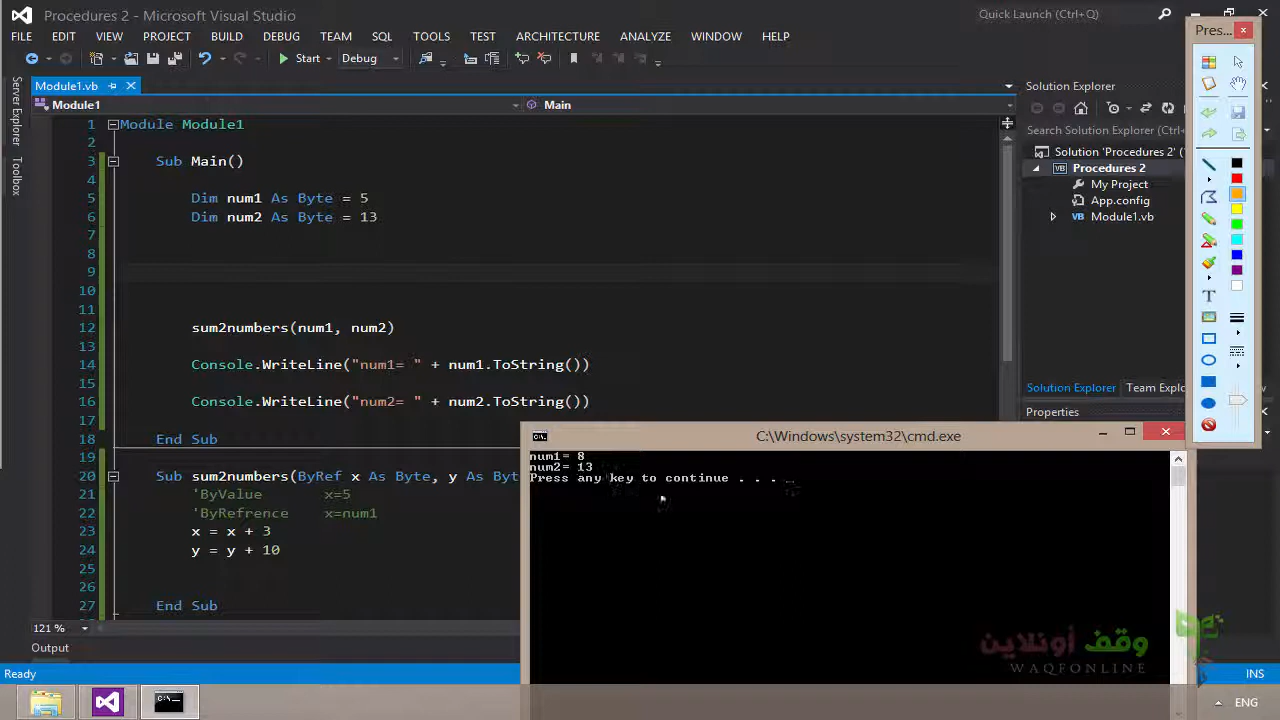 Procedures 2 - Microsoft Visual Studio
Quick Launch (Ctrl+Q)
Pres...
FILE EDIT VIEW PROJECT BUILD DEBUG TEAM SQL TOOLS TEST ARCHITECTURE ANALYZE WINDOW HELP
Start Debug
Server Explorer
Toolbox
Module1.vb
Module1 Main
1 Module Module1
2
3 Sub Main()
4
5 Dim num1 As Byte = 5
6 Dim num2 As Byte = 13
7
8
9
10
11
12 sum2numbers(num1, num2)
13
14 Console.WriteLine("num1= " + num1.ToString())
15
16 Console.WriteLine("num2= " + num2.ToString())
17
18 End Sub
19
20 Sub sum2numbers(ByRef x As Byte, y As Byt
21 'ByValue x=5
22 'ByRefrence x=num1
23 x = x + 3
24 y = y + 10
25
26
27 End Sub
121 %
Output
Ready
Solution Explorer
Search Solution Explorer (Ctrl+
Solution 'Procedures 2' (
Procedures 2
My Project
App.config
Module1.vb
Solution Explorer Team Explo
Properties
C:\Windows\system32\cmd.exe
num1= 8
num2= 13
Press any key to continue . . .
وقف أونلاين
WAQFONLINE
INS
ENG